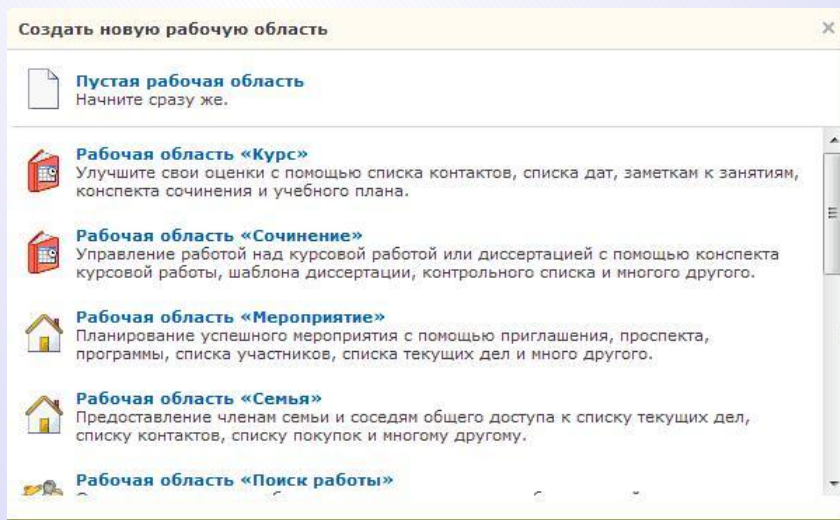 Создать новую рабочую область
Пустая рабочая область
Начните сразу же.
Рабочая область «Курс»
Улучшите свои оценки с помощью списка контактов, списка дат, заметкам к занятиям,
конспекта сочинения и учебного плана.
Рабочая область «Сочинение»
Управление работой над курсовой работой или диссертацией с помощью конспекта
курсовой работы, шаблона диссертации, контрольного списка и многого другого.
Рабочая область «Мероприятие»
Планирование успешного мероприятия с помощью приглашения, проспекта,
программы, списка участников, списка текущих дел и много другого.
Рабочая область «Семья»
Предоставление членам семьи и соседям общего доступа к списку текущих дел,
списку контактов, списку покупок и многому другому.
Рабочая область «Поиск работы»